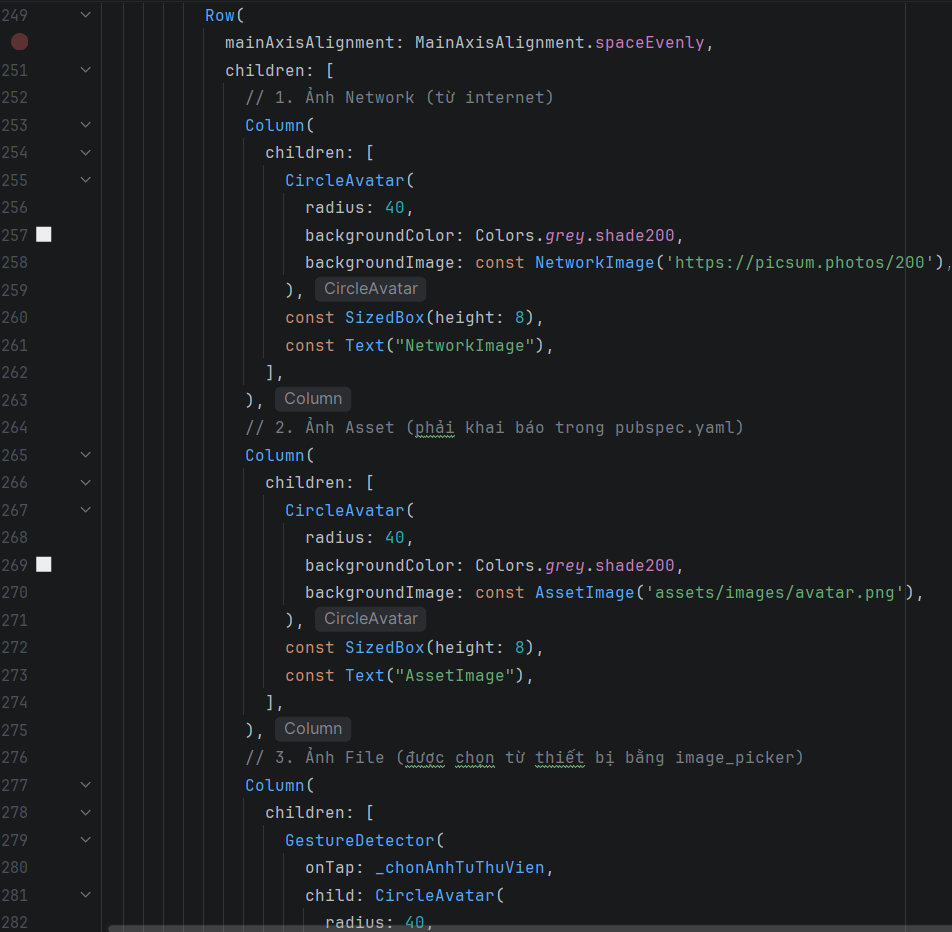 249 Row(
mainAxisAlignment: MainAxisAlignment.spaceEvenly,
251 children: [
252 // 1. Ảnh Network (từ internet)
253 Column(
254 children: [
255 CircleAvatar(
256 radius: 40,
257 backgroundColor: Colors.grey.shade200,
258 backgroundImage: const NetworkImage('https://picsum.photos/200'),
259 ), CircleAvatar
260 const SizedBox(height: 8),
261 const Text("NetworkImage"),
262 ],
263 ), Column
264 // 2. Ảnh Asset (phải khai báo trong pubspec.yaml)
265 Column(
266 children: [
267 CircleAvatar(
268 radius: 40,
269 backgroundColor: Colors.grey.shade200,
270 backgroundImage: const AssetImage('assets/images/avatar.png'),
271 ), CircleAvatar
272 const SizedBox(height: 8),
273 const Text("AssetImage"),
274 ],
275 ), Column
276 // 3. Ảnh File (được chọn từ thiết bị bằng image_picker)
277 Column(
278 children: [
279 GestureDetector(
280 onTap: _chonAnhTuThuVien,
281 child: CircleAvatar(
282 radius: 40,